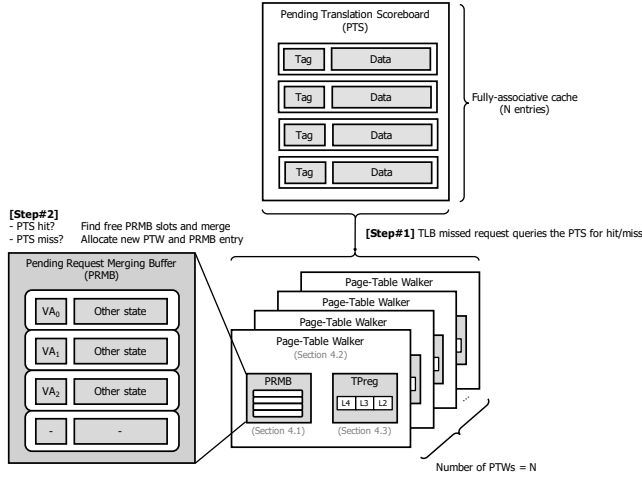 Pending Translation Scoreboard
(PTS)
Tag Data
Tag Data
Tag Data
Tag Data
Fully-associative cache
(N entries)
[Step#2]
- PTS hit? Find free PRMB slots and merge
- PTS miss? Allocate new PTW and PRMB entry
[Step#1] TLB missed request queries the PTS for hit/miss
Pending Request Merging Buffer
(PRMB)
VA0 Other state
VA1 Other state
VA2 Other state
- -
Page-Table Walker
Page-Table Walker
Page-Table Walker
Page-Table Walker
(Section 4.2)
PRMB TPreg
L4 L3 L2
(Section 4.1) (Section 4.3)
...
Number of PTWs = N